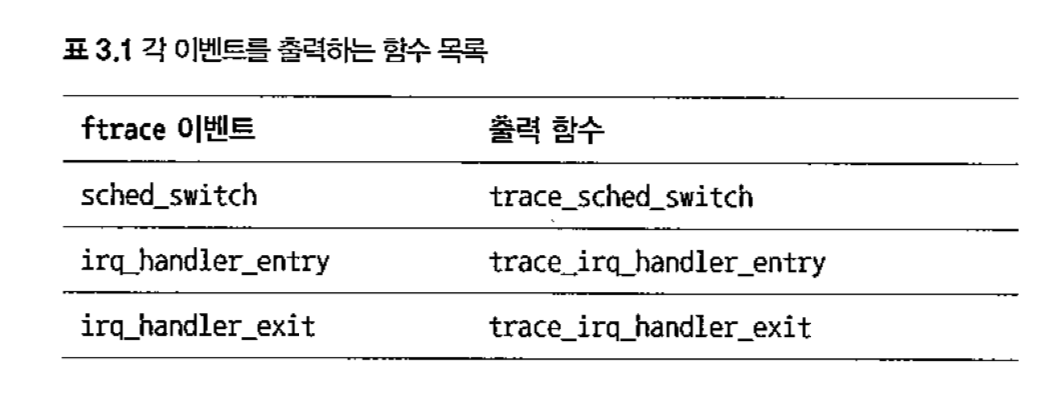 표 3.1 각 이벤트를 출력하는 함수 목록
ftrace 이벤트 출력 함수
sched_switch trace_sched_switch
irq_handler_entry trace_irq_handler_entry
irq_handler_exit trace_irq_handler_exit